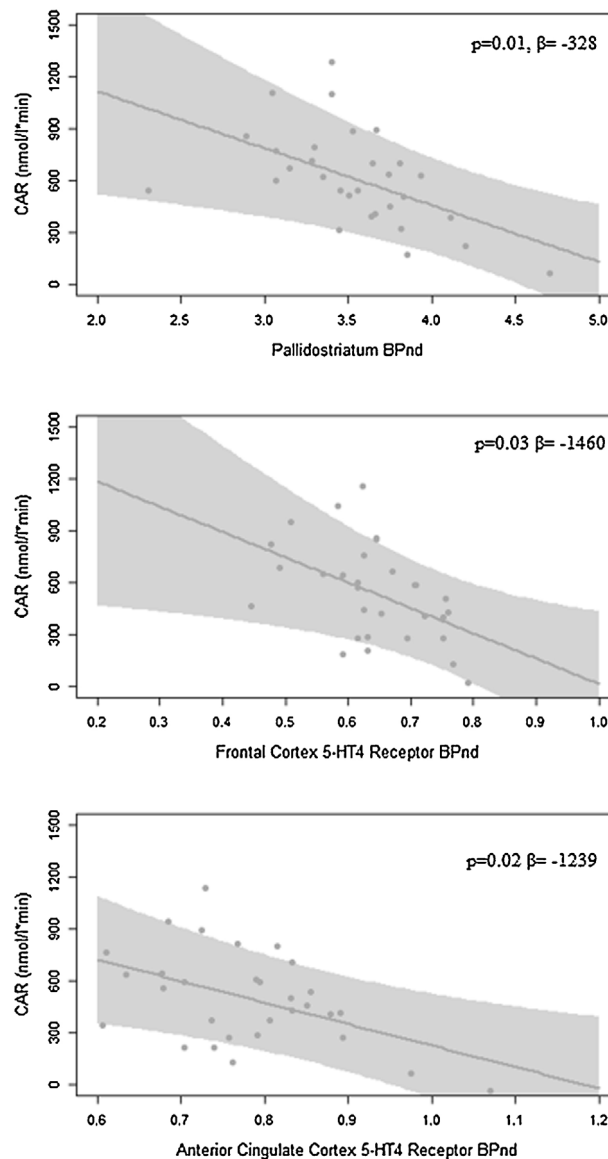 p=0.01, β= -328
CAR (nmol/l*min)
1500
1200
900
600
300
0
2.0 2.5 3.0 3.5 4.0 4.5 5.0
Pallidostriatum BPnd
p=0.03 β= -1460
CAR (nmol/l*min)
1500
1200
900
600
300
0
0.2 0.3 0.4 0.5 0.6 0.7 0.8 0.9 1.0
Frontal Cortex 5-HT4 Receptor BPnd
p=0.02 β= -1239
CAR (nmol/l*min)
1500
1200
900
600
300
0
0.6 0.7 0.8 0.9 1.0 1.1 1.2
Anterior Cingulate Cortex 5-HT4 Receptor BPnd